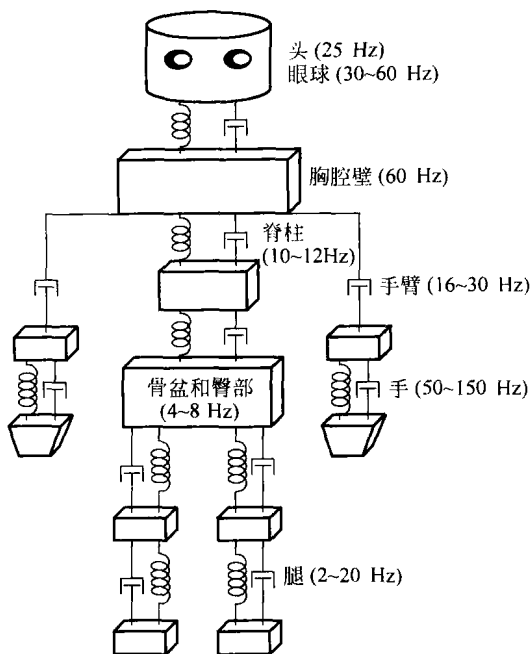 头 (25 Hz)
眼球 (30~60 Hz)
胸腔壁 (60 Hz)
脊柱
(10~12Hz)
手臂 (16~30 Hz)
骨盆和臀部
(4~8 Hz)
手 (50~150 Hz)
腿 (2~20 Hz)